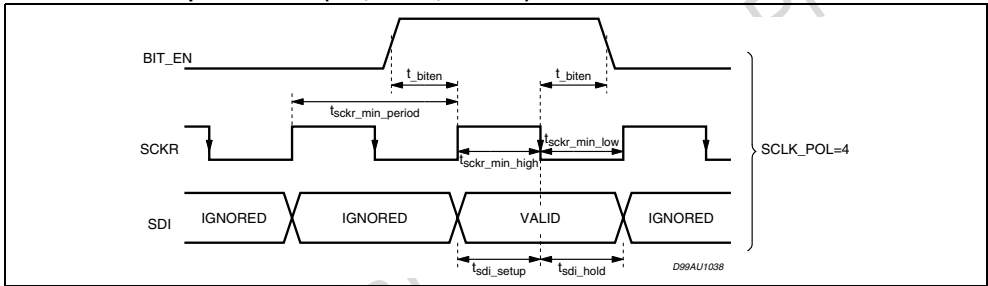 BIT_EN
t_biten
t_biten
tsckr_min_period
SCKR
tsckr_min_high
tsckr_min_low
SCLK_POL=4
SDI
IGNORED
IGNORED
VALID
IGNORED
tsdi_setup
tsdi_hold
D99AU1038